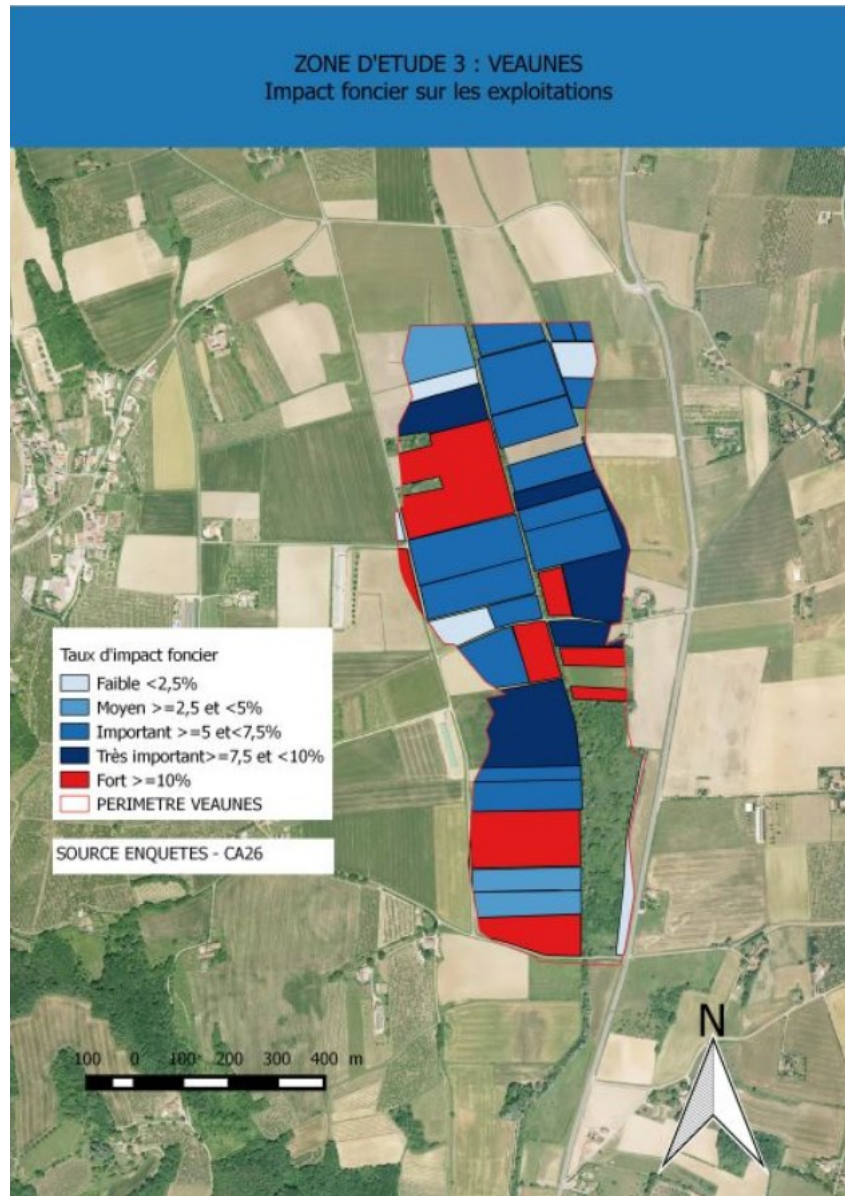 ZONE D'ETUDE 3 : VEAUNES
Impact foncier sur les exploitations
Taux d'impact foncier
Faible <2,5%
Moyen >=2,5 et <5%
Important >=5 et<7,5%
Très important>=7,5 et <10%
Fort >=10%
PERIMETRE VEAUNES
SOURCE ENQUETES - CA26
N
100 0 100 200 300 400 m